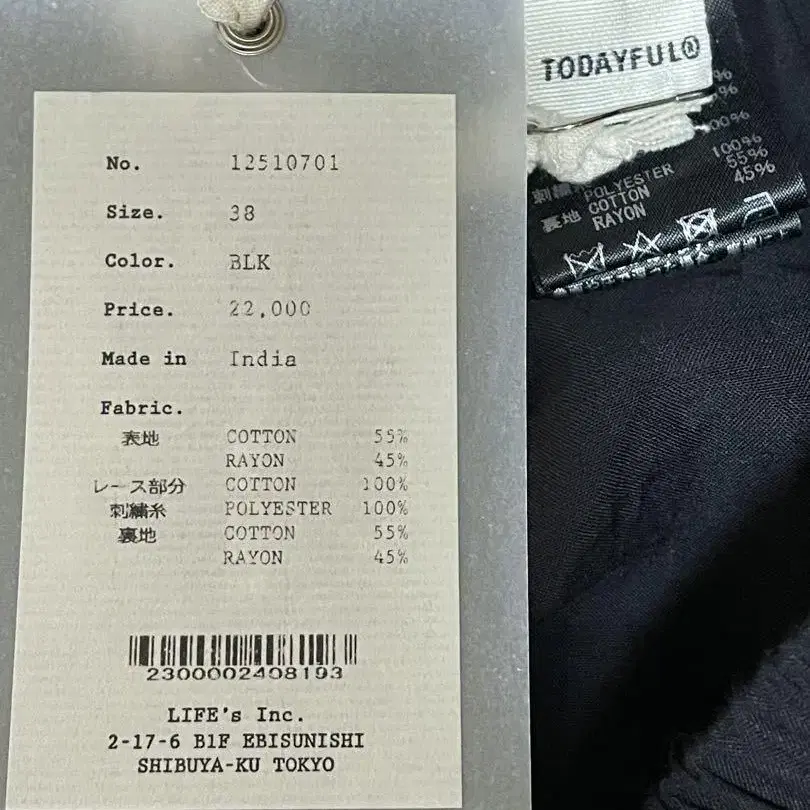 No. 12510701
Size. 38
Color. BLK
Price. 22,000
Made in India
Fabric.
表地 COTTON 55%
RAYON 45%
レース部分 COTTON 100%
刺繍糸 POLYESTER 100%
裏地 COTTON 55%
RAYON 45%
2300002408193
LIFE's Inc.
2-17-6 B1F EBISUNISHI
SHIBUYA-KU TOKYO
TODAYFUL®
%
%
100%
POLYESTER 100%
裏地 COTTON 55%
RAYON 45%